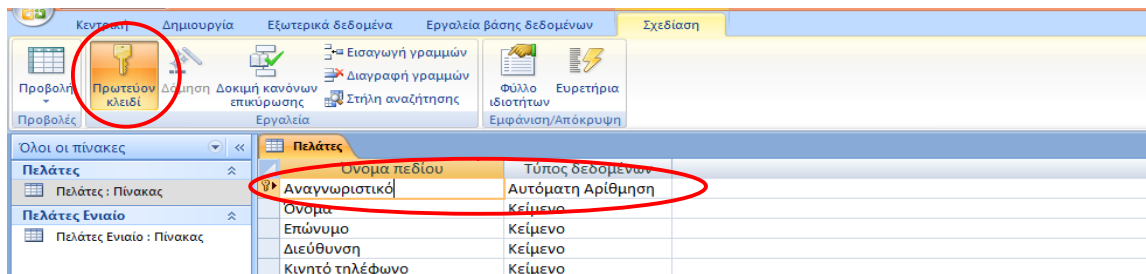 Κεντρική Δημιουργία Εξωτερικά δεδομένα Εργαλεία βάσης δεδομένων Σχεδίαση
Προβολή
Πρωτεύον κλειδί
Δόμηση
Δοκιμή κανόνων επικύρωσης
Εισαγωγή γραμμών
Διαγραφή γραμμών
Στήλη αναζήτησης
Φύλλο ιδιοτήτων
Ευρετήρια
Προβολές Εργαλεία Εμφάνιση/Απόκρυψη
Όλοι οι πίνακες
Πελάτες
Πελάτες : Πίνακας
Πελάτες Ενιαίο
Πελάτες Ενιαίο : Πίνακας
Πελάτες
Όνομα πεδίου Τύπος δεδομένων
Αναγνωριστικό Αυτόματη Αρίθμηση
Όνομα Κείμενο
Επώνυμο Κείμενο
Διεύθυνση Κείμενο
Κινητό τηλέφωνο Κείμενο